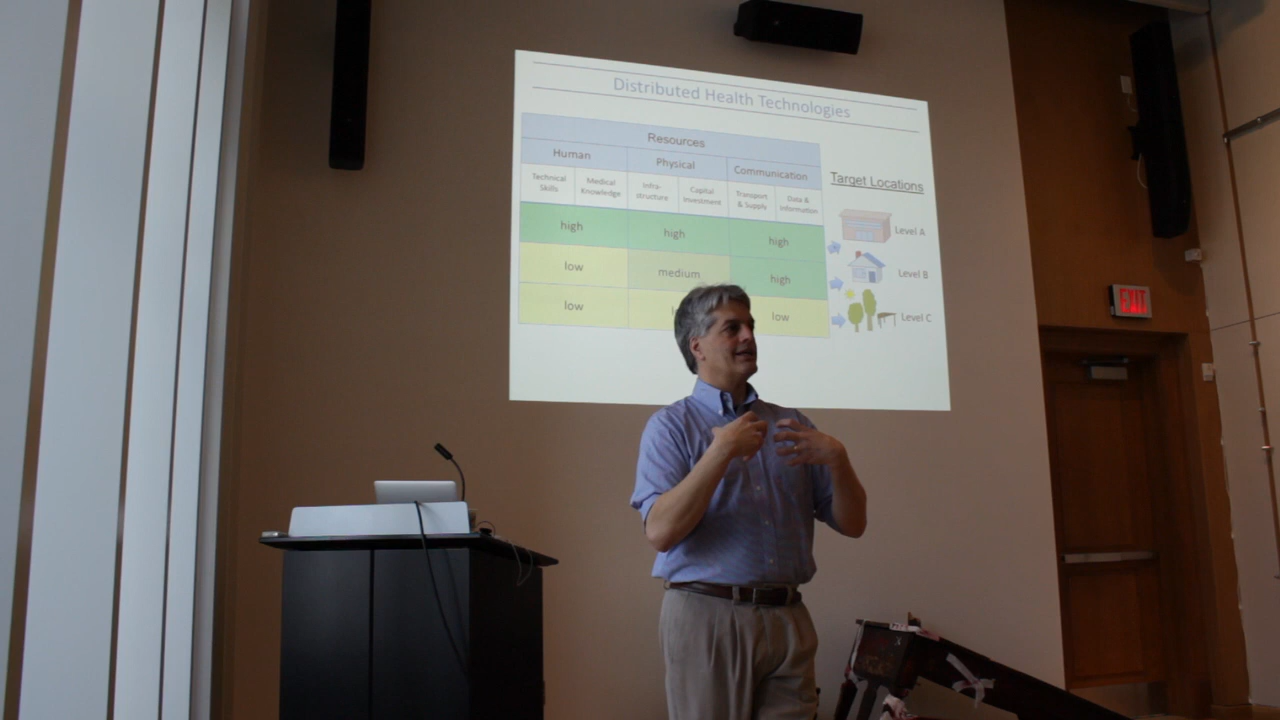 Distributed Health Technologies
Resources
Human Physical Communication
Technical Skills
Medical Knowledge
Infra-structure
Capital Investment
Transport & Supply
Data & Information
Target Locations
high high high Level A
low medium high Level B
low low Level C
EXIT